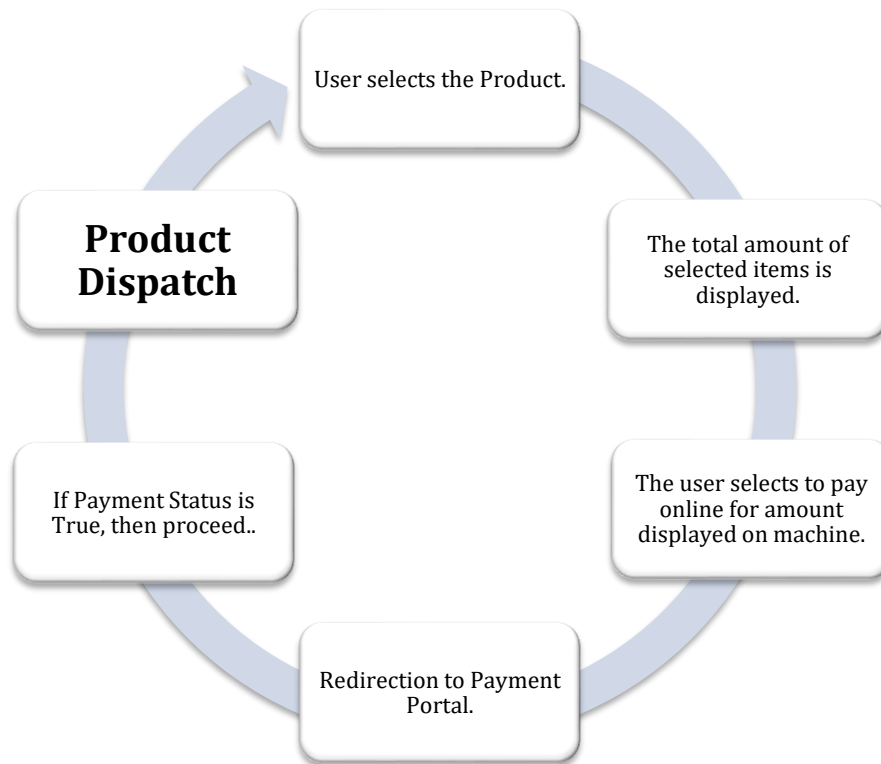 User selects the Product.
The total amount of
selected items is
displayed.
The user selects to pay
online for amount
displayed on machine.
Redirection to Payment
Portal.
If Payment Status is
True, then proceed..
Product
Dispatch